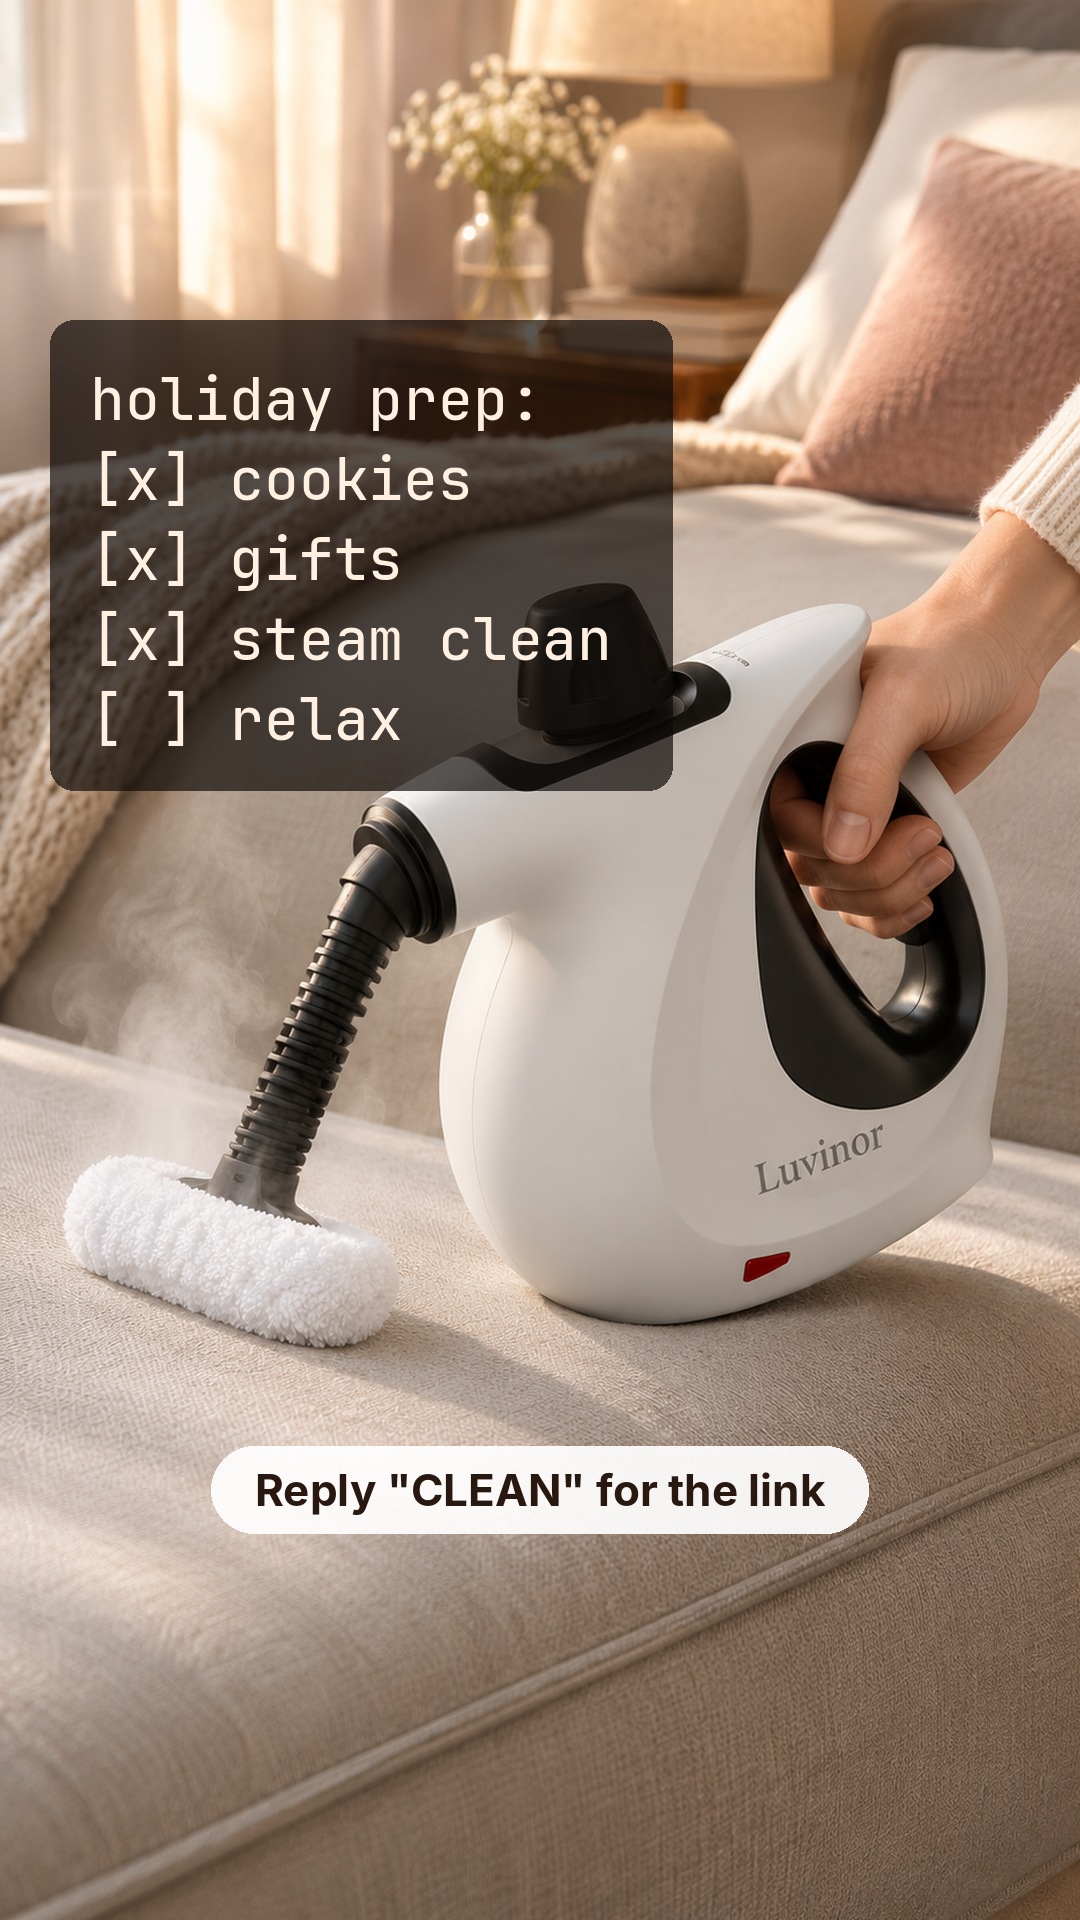 holiday prep:
[x] cookies
[x] gifts
[x] steam clean
[ ] relax
Luvinor
Reply "CLEAN" for the link